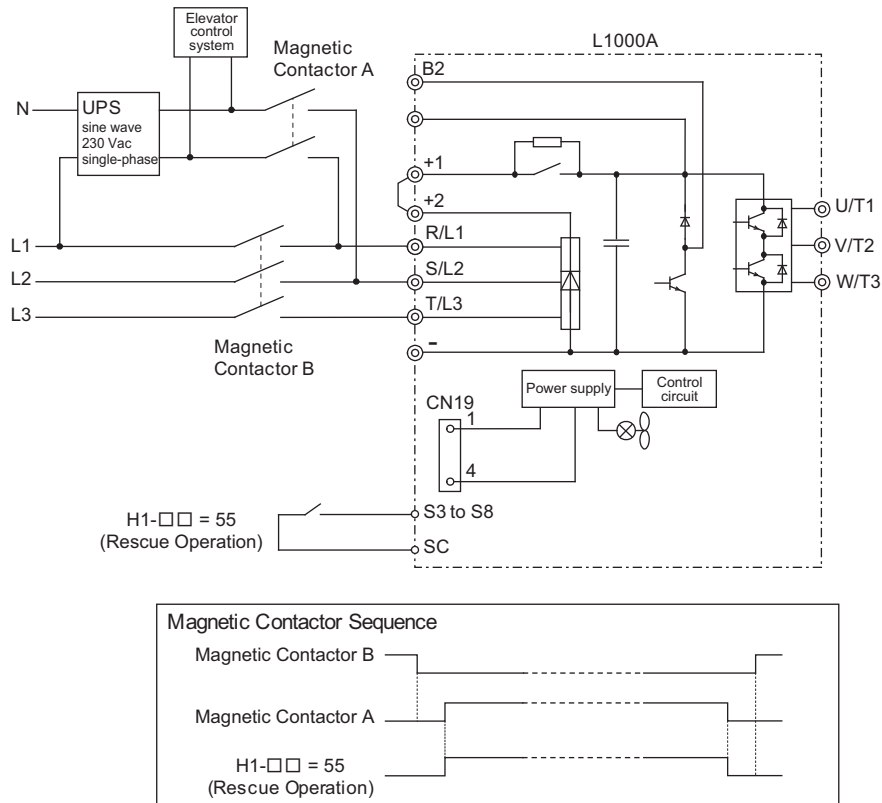 Elevator
control
system
Magnetic
Contactor A
L1000A
B2
N
UPS
sine wave
230 Vac
single-phase
+1
+2
U/T1
L1
R/L1
V/T2
L2
S/L2
W/T3
L3
T/L3
-
Magnetic
Contactor B
Power supply
Control
circuit
CN19
1
4
H1-□□ = 55
(Rescue Operation)
S3 to S8
SC
Magnetic Contactor Sequence
Magnetic Contactor B
Magnetic Contactor A
H1-□□ = 55
(Rescue Operation)